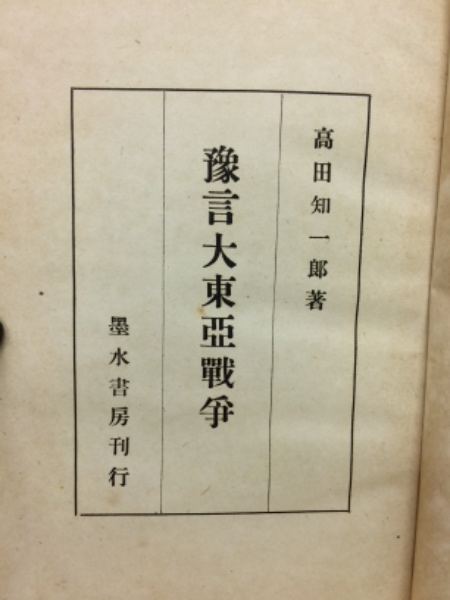 高田知一郎著
豫言大東亞戰爭
墨水書房刊行